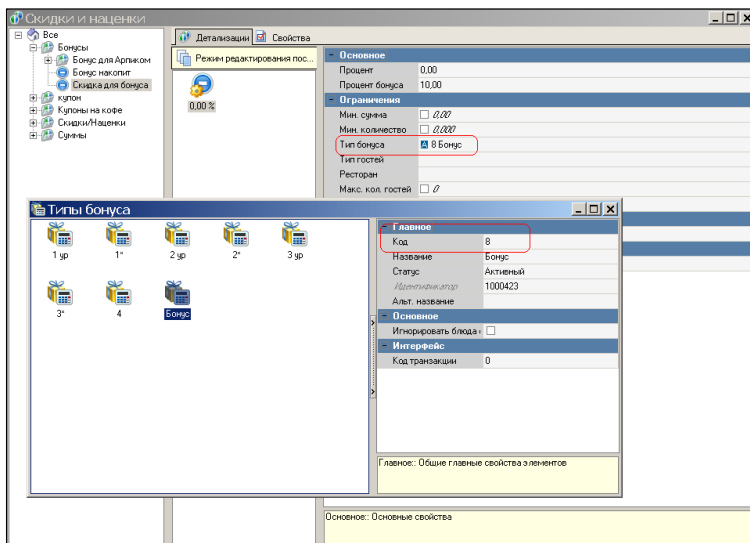 Скидки и наценки
Все
Бонусы
Бонус для Арпиком
Бонус накопит
Скидка для бонуса
купон
Купоны на кофе
Скидки/Наценки
Суммы
Детализации
Свойства
Режим редактирования пос...
0,00 %
Основное
Процент 0,00
Процент бонуса 10,00
Ограничения
Мин. сумма 0,00
Мин. количество 0,000
Тип бонуса 8 Бонус
Тип гостей
Ресторан
Макс. кол. гостей 0
Типы бонуса
1 ур
1*
2 ур
2*
3 ур
3*
4
Бонус
Главное
Код 8
Название Бонус
Статус Активный
Идентификатор 1000423
Альт. название
Основное
Игнорировать блюда
Интерфейс
Код транзакции 0
Главное:: Общие главные свойства элементов
Основное:: Основные свойства